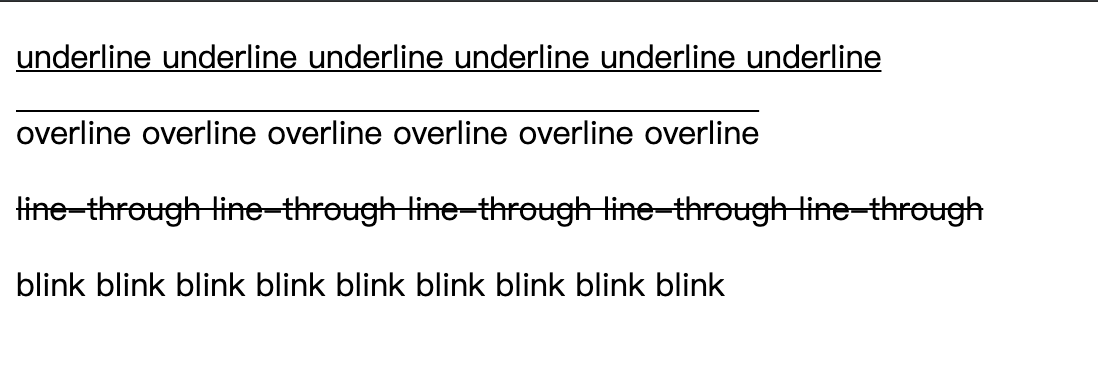 underline underline underline underline underline underline
overline overline overline overline overline overline
line-through line-through line-through line-through line-through
blink blink blink blink blink blink blink blink blink